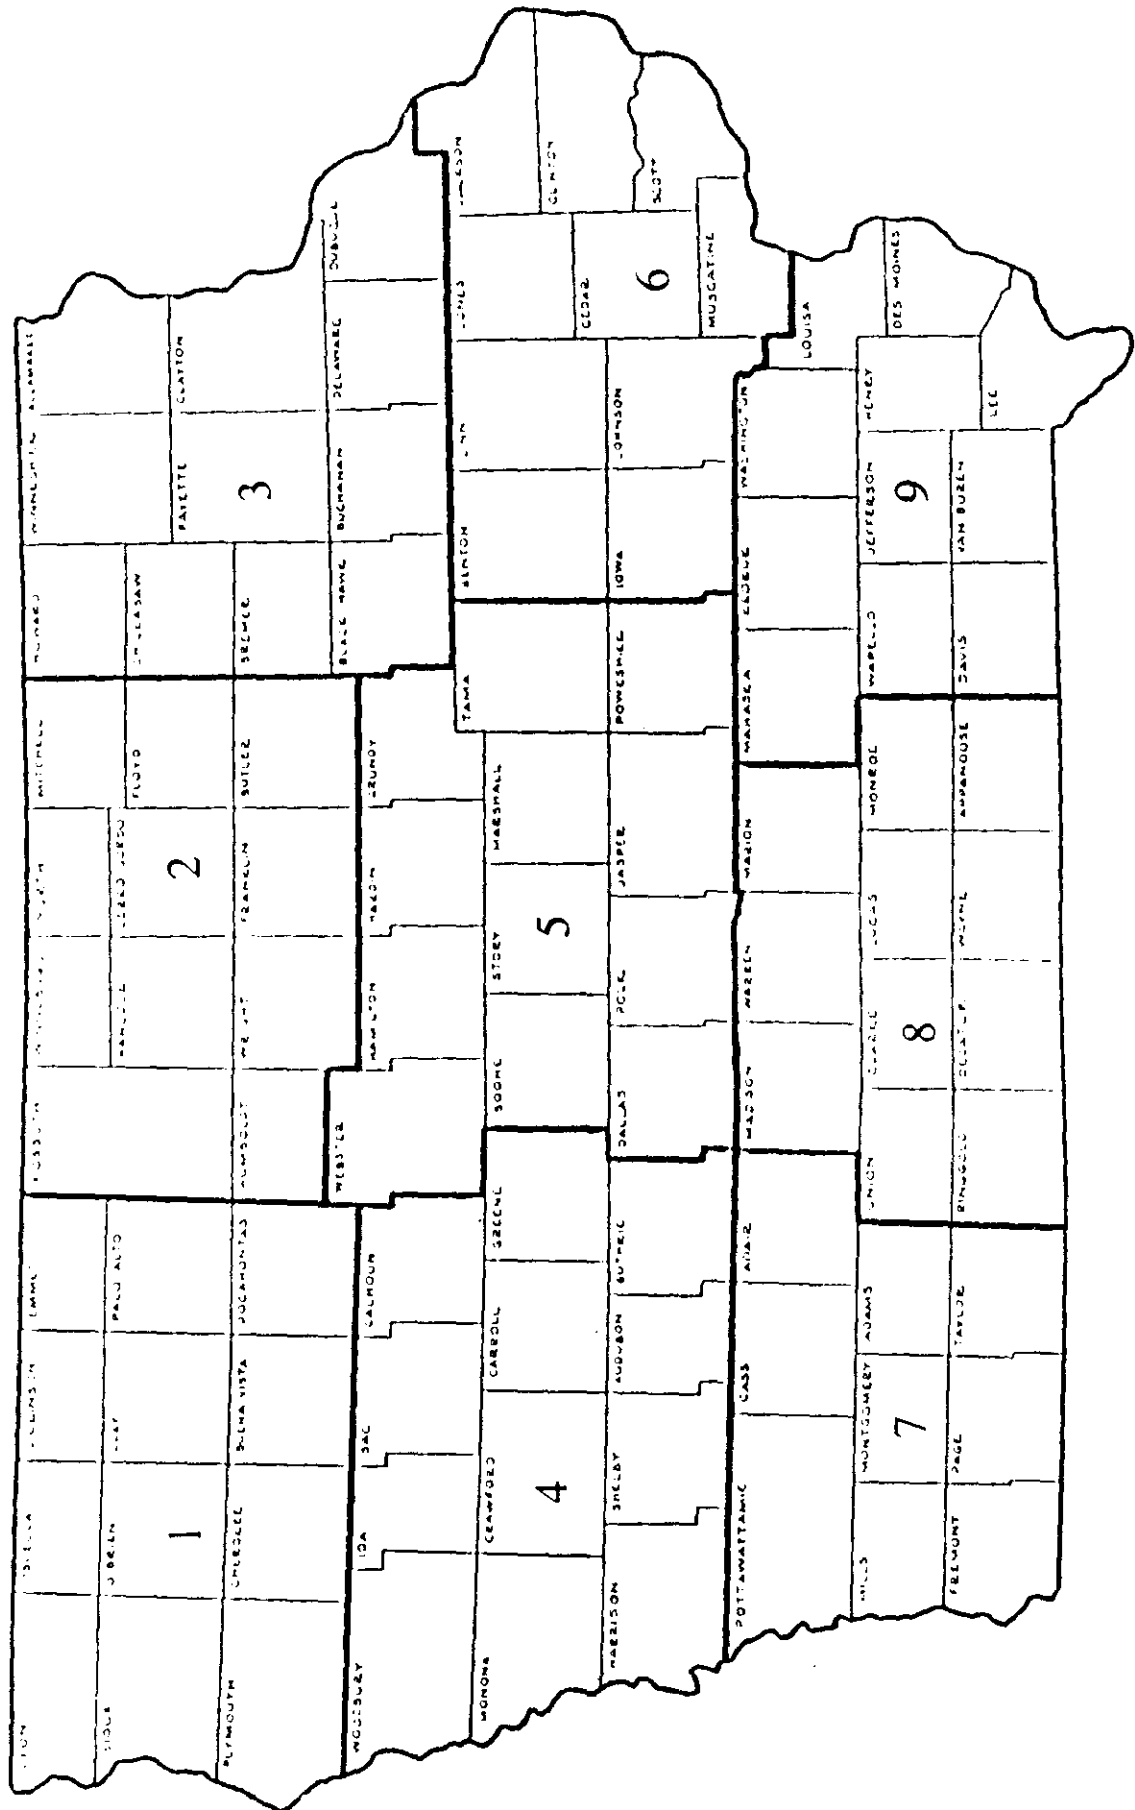 LYON
OSCEOLA
DICKINSON
EMMET
KOSSUTH
WINNEBAGO
WORTH
MITCHELL
HOWARD
WINNESHIEK
ALLAMAKEE
SIOUX
O'BRIEN
CLAY
PALO ALTO
HANCOCK
CERRO GORDO
FLOYD
CHICKASAW
FAYETTE
CLAYTON
1
2
3
PLYMOUTH
CHEROKEE
BUENA VISTA
POCAHONTAS
HUMBOLDT
WRIGHT
FRANKLIN
BUTLER
BREMER
BLACK HAWK
BUCHANAN
DELAWARE
DUBUQUE
WOODBURY
IDA
SAC
CALHOUN
WEBSTER
HAMILTON
HARDIN
GRUNDY
TAMA
BENTON
LINN
JONES
JACKSON
MONONA
CRAWFORD
CARROLL
GREENE
BOONE
STORY
MARSHALL
CEDAR
CLINTON
4
5
6
HARRISON
SHELBY
AUDUBON
GUTHRIE
DALLAS
POLK
JASPER
POWESHIEK
IOWA
JOHNSON
MUSCATINE
SCOTT
POTTAWATTAMIE
CASS
ADAIR
MADISON
WARREN
MARION
MAHASKA
KEOKUK
WASHINGTON
LOUISA
MILLS
MONTGOMERY
ADAMS
UNION
CLARKE
LUCAS
MONROE
WAPELLO
JEFFERSON
HENRY
DES MOINES
7
8
9
FREMONT
PAGE
TAYLOR
RINGGOLD
DECATUR
WAYNE
APPANOOSE
DAVIS
VAN BUREN
LEE